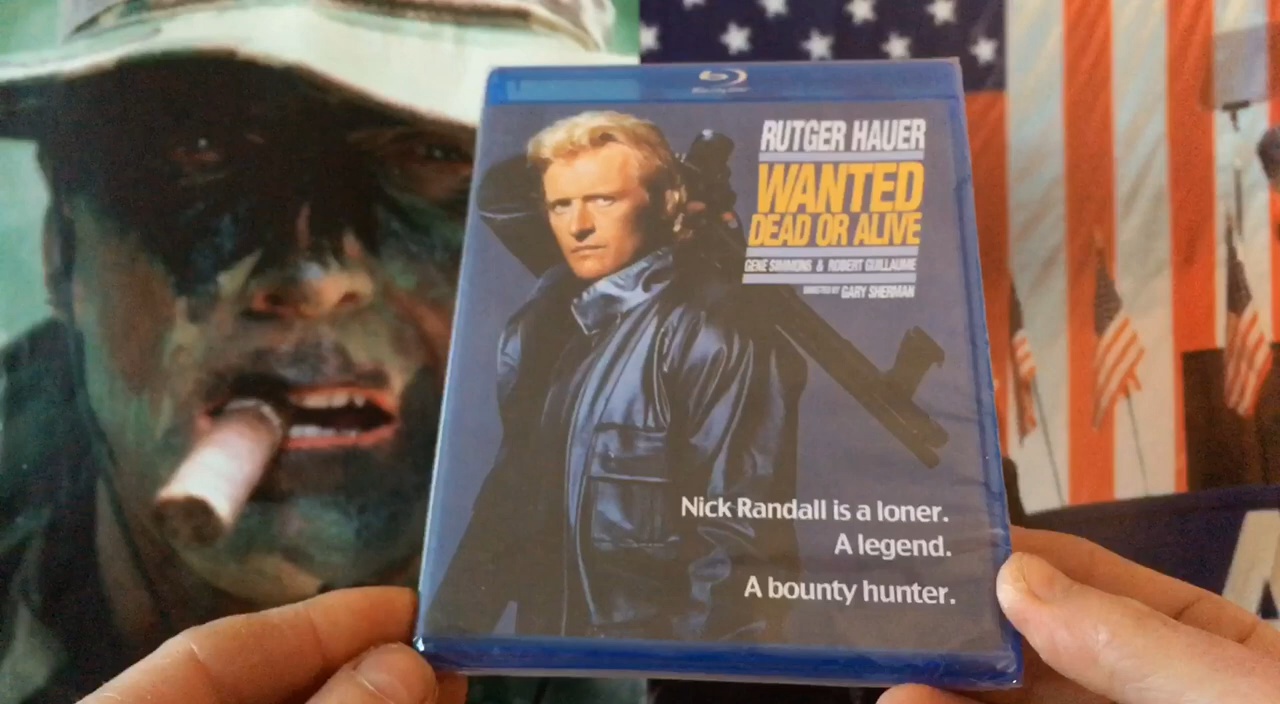 RUTGER HAUER
WANTED
DEAD OR ALIVE
GENE SIMMONS & ROBERT GUILLAUME
DIRECTED BY GARY SHERMAN
Nick Randall is a loner.
A legend.
A bounty hunter.